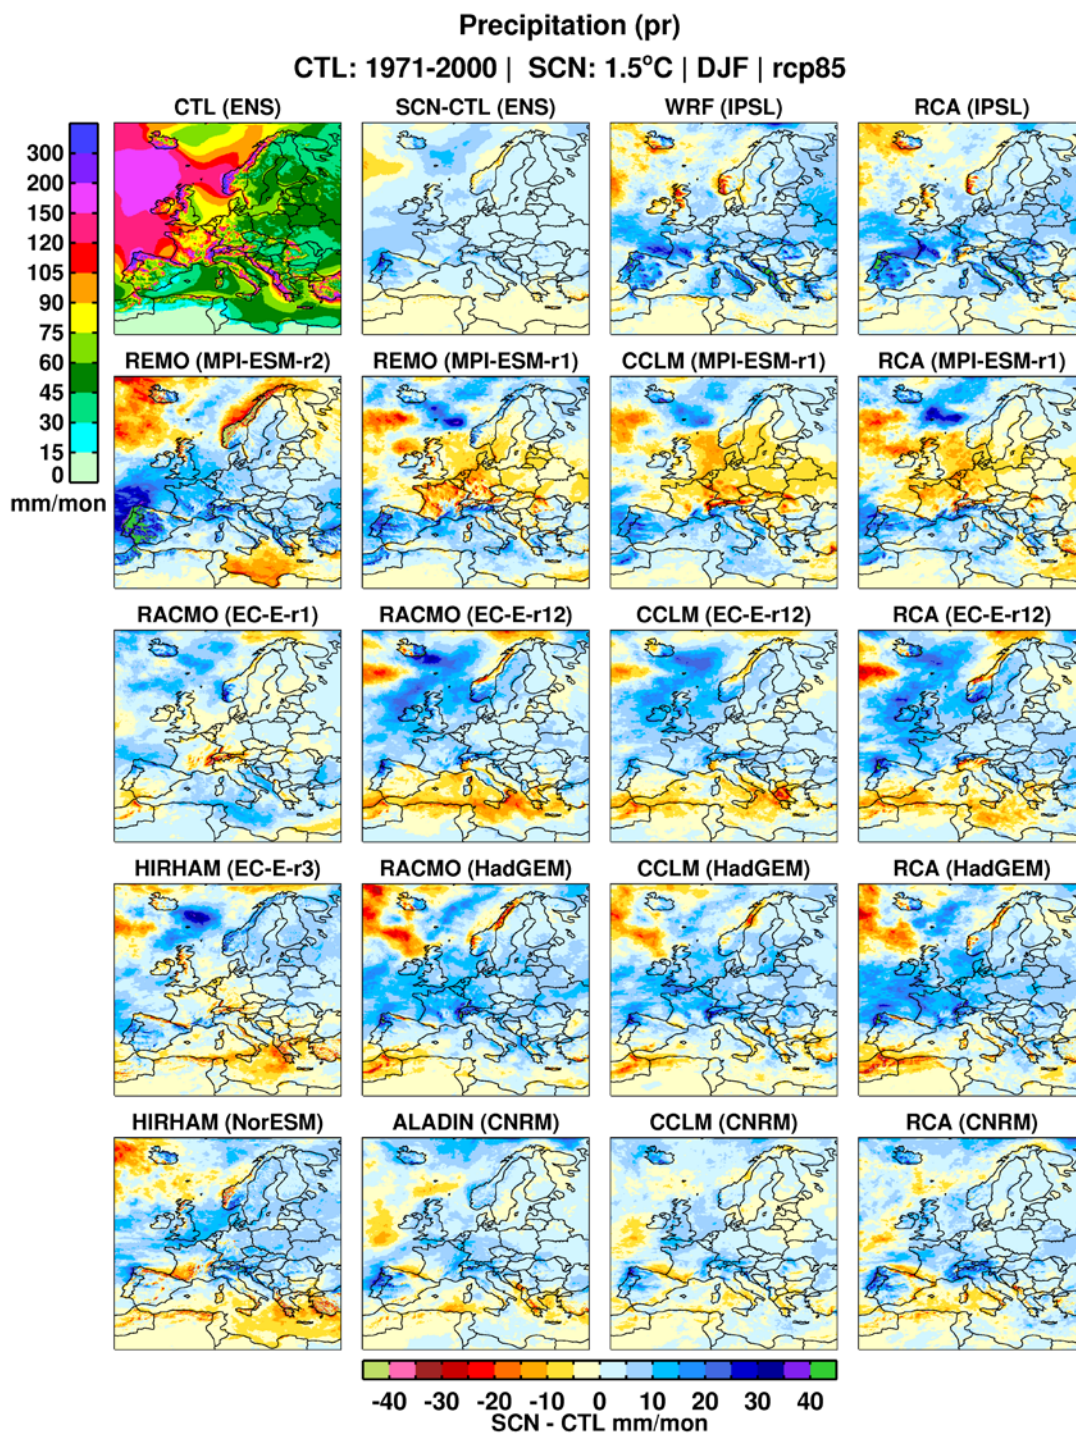 Precipitation (pr)
CTL: 1971-2000 | SCN: 1.5°C | DJF | rcp85
CTL (ENS)
SCN-CTL (ENS)
WRF (IPSL)
RCA (IPSL)
300
200
150
120
105
90
75
60
45
30
15
0
mm/mon
REMO (MPI-ESM-r2)
REMO (MPI-ESM-r1)
CCLM (MPI-ESM-r1)
RCA (MPI-ESM-r1)
RACMO (EC-E-r1)
RACMO (EC-E-r12)
CCLM (EC-E-r12)
RCA (EC-E-r12)
HIRHAM (EC-E-r3)
RACMO (HadGEM)
CCLM (HadGEM)
RCA (HadGEM)
HIRHAM (NorESM)
ALADIN (CNRM)
CCLM (CNRM)
RCA (CNRM)
-40 -30 -20 -10 0 10 20 30 40
SCN - CTL mm/mon